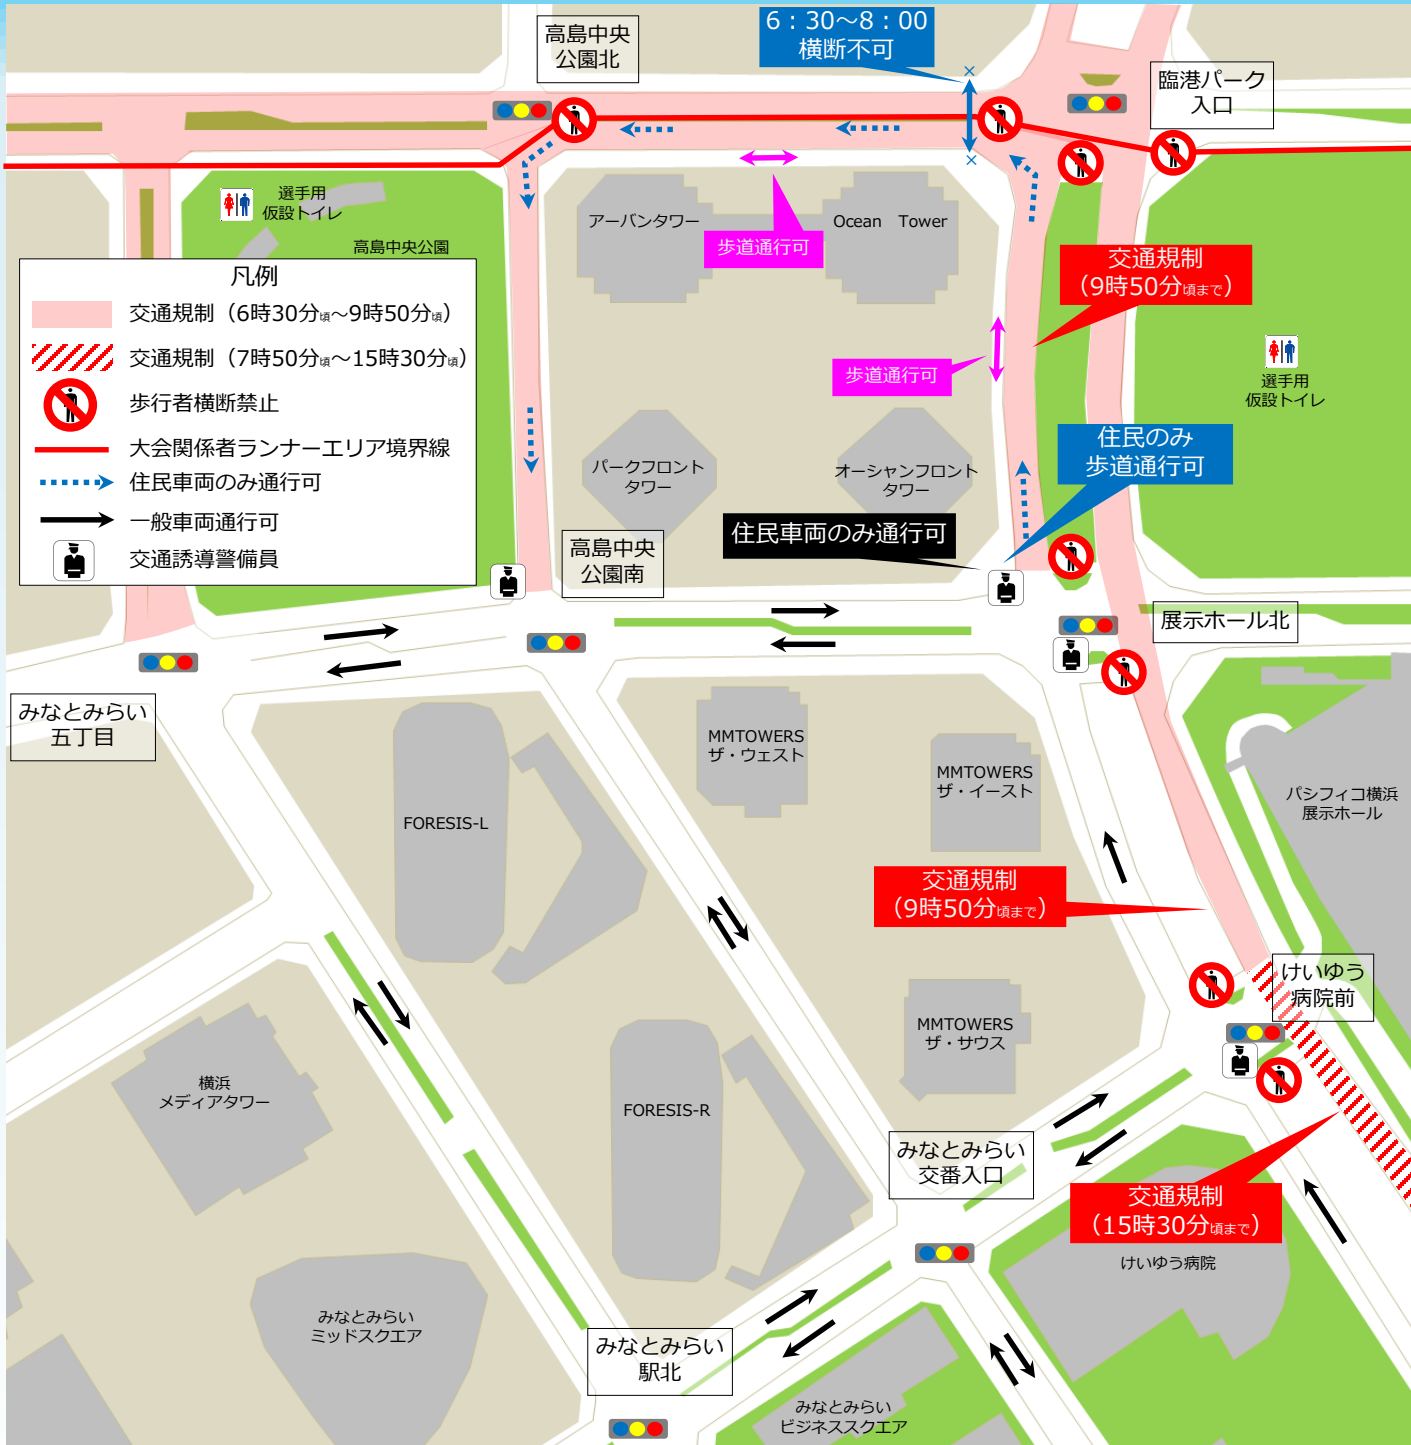 高島中央
公園北
6：30～8：00
横断不可
臨港パーク
入口
選手用
仮設トイレ
高島中央公園
アーバンタワー
Ocean　Tower
歩道通行可
交通規制
（9時50分頃まで）
凡例
交通規制（6時30分頃～9時50分頃）
交通規制（7時50分頃～15時30分頃）
歩行者横断禁止
大会関係者ランナーエリア境界線
住民車両のみ通行可
一般車両通行可
交通誘導警備員
歩道通行可
選手用
仮設トイレ
住民のみ
歩道通行可
パークフロント
タワー
オーシャンフロント
タワー
住民車両のみ通行可
高島中央
公園南
展示ホール北
みなとみらい
五丁目
MMTOWERS
ザ・ウェスト
MMTOWERS
ザ・イースト
パシフィコ横浜
展示ホール
FORESIS-L
交通規制
（9時50分頃まで）
けいゆう
病院前
MMTOWERS
ザ・サウス
横浜
メディアタワー
FORESIS-R
みなとみらい
交番入口
交通規制
（15時30分頃まで）
けいゆう病院
みなとみらい
ミッドスクエア
みなとみらい
駅北
みなとみらい
ビジネススクエア